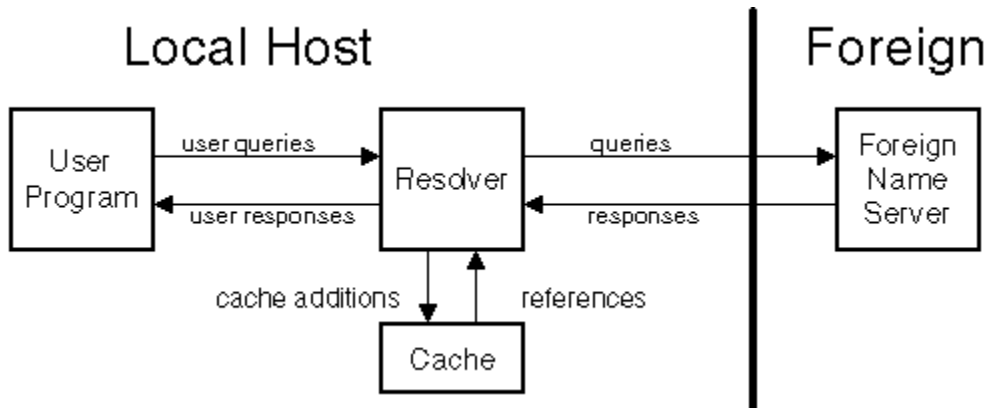 Local Host
Foreign
User
Program
user queries
user responses
Resolver
queries
responses
Foreign
Name
Server
cache additions
references
Cache